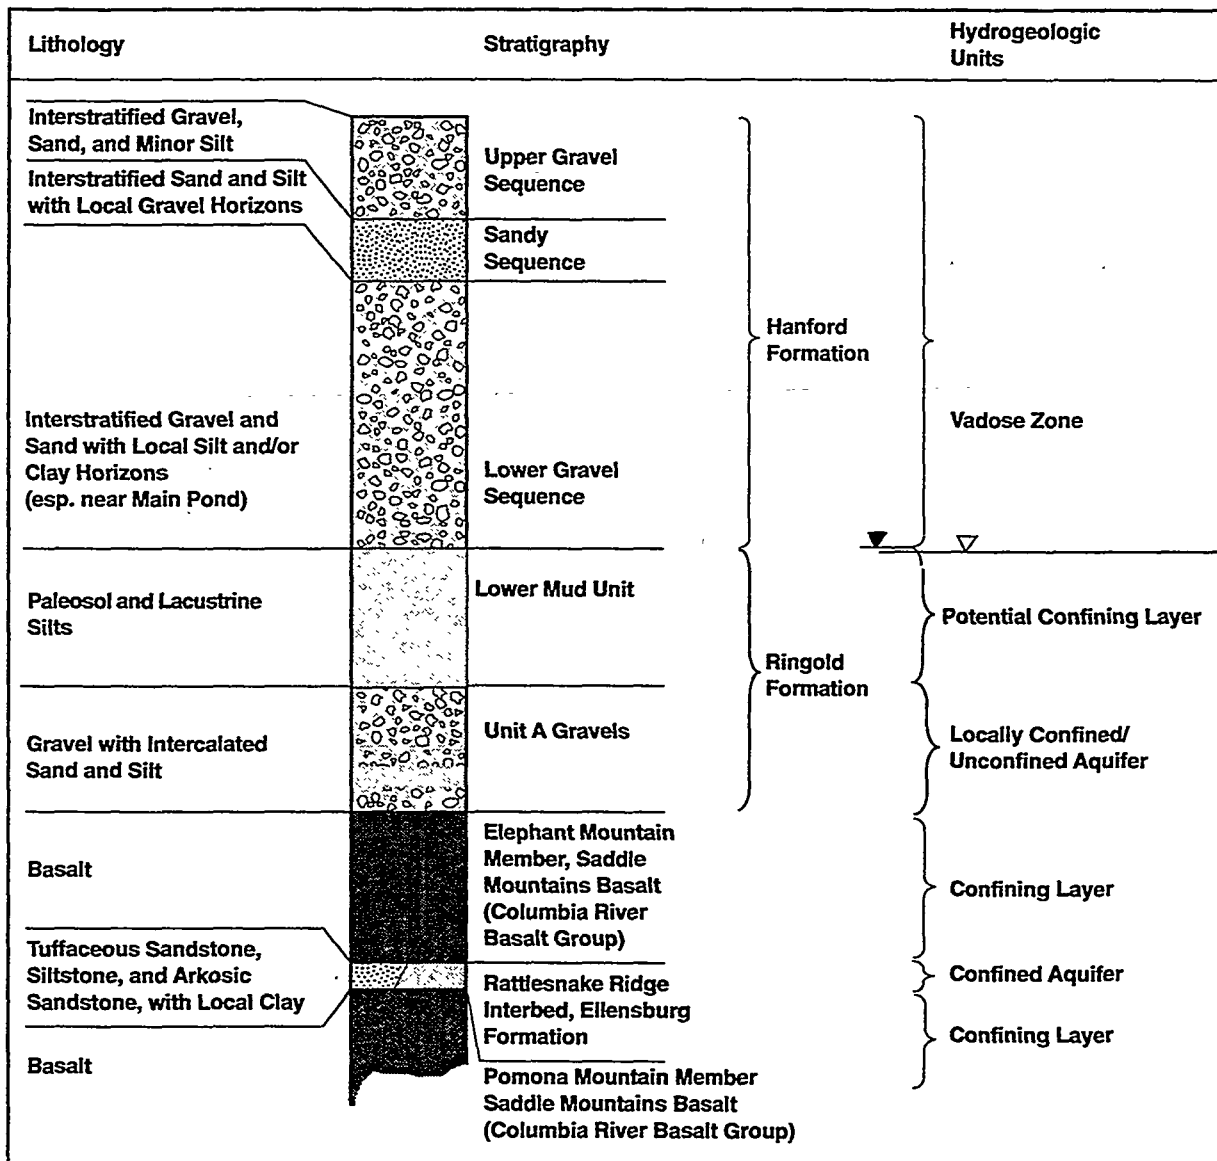 Lithology
Stratigraphy
Hydrogeologic
Units
Interstratified Gravel,
Sand, and Minor Silt
Interstratified Sand and Silt
with Local Gravel Horizons
Interstratified Gravel and
Sand with Local Silt and/or
Clay Horizons
(esp. near Main Pond)
Paleosol and Lacustrine
Silts
Gravel with Intercalated
Sand and Silt
Basalt
Tuffaceous Sandstone,
Siltstone, and Arkosic
Sandstone, with Local Clay
Basalt
Upper Gravel
Sequence
Sandy
Sequence
Lower Gravel
Sequence
Lower Mud Unit
Unit A Gravels
Elephant Mountain
Member, Saddle
Mountains Basalt
(Columbia River
Basalt Group)
Rattlesnake Ridge
Interbed, Ellensburg
Formation
Pomona Mountain Member
Saddle Mountains Basalt
(Columbia River Basalt Group)
Hanford
Formation
Ringold
Formation
Vadose Zone
Potential Confining Layer
Locally Confined/
Unconfined Aquifer
Confining Layer
Confined Aquifer
Confining Layer